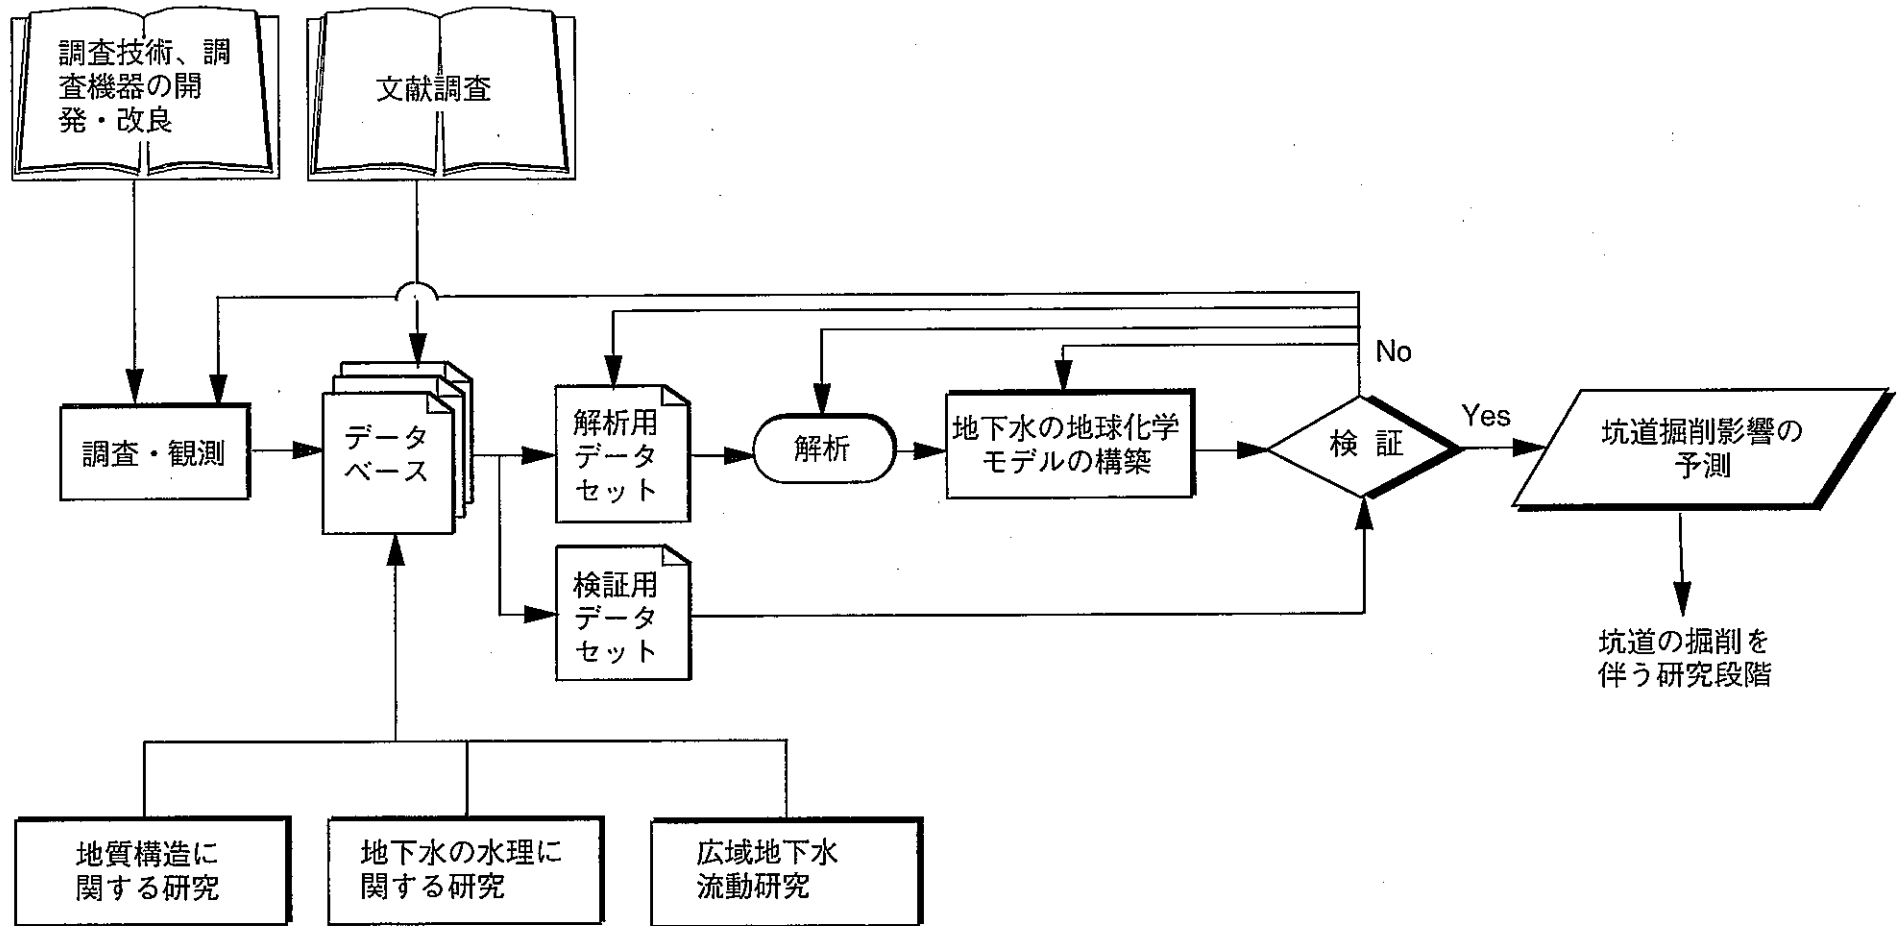 調査技術、調
査機器の開
発・改良
文献調査
No
Yes
調査・観測
データ
ベース
解析用
データ
セット
解析
地下水の地球化学
モデルの構築
検 証
坑道掘削影響の
予測
検証用
データ
セット
坑道の掘削を
伴う研究段階
地質構造に
関する研究
地下水の水理に
関する研究
広域地下水
流動研究